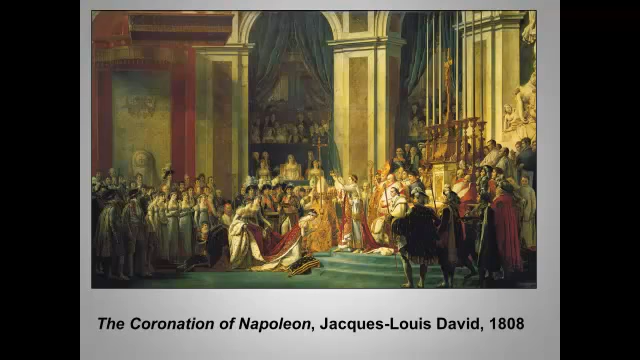 The Coronation of Napoleon, Jacques-Louis David, 1808